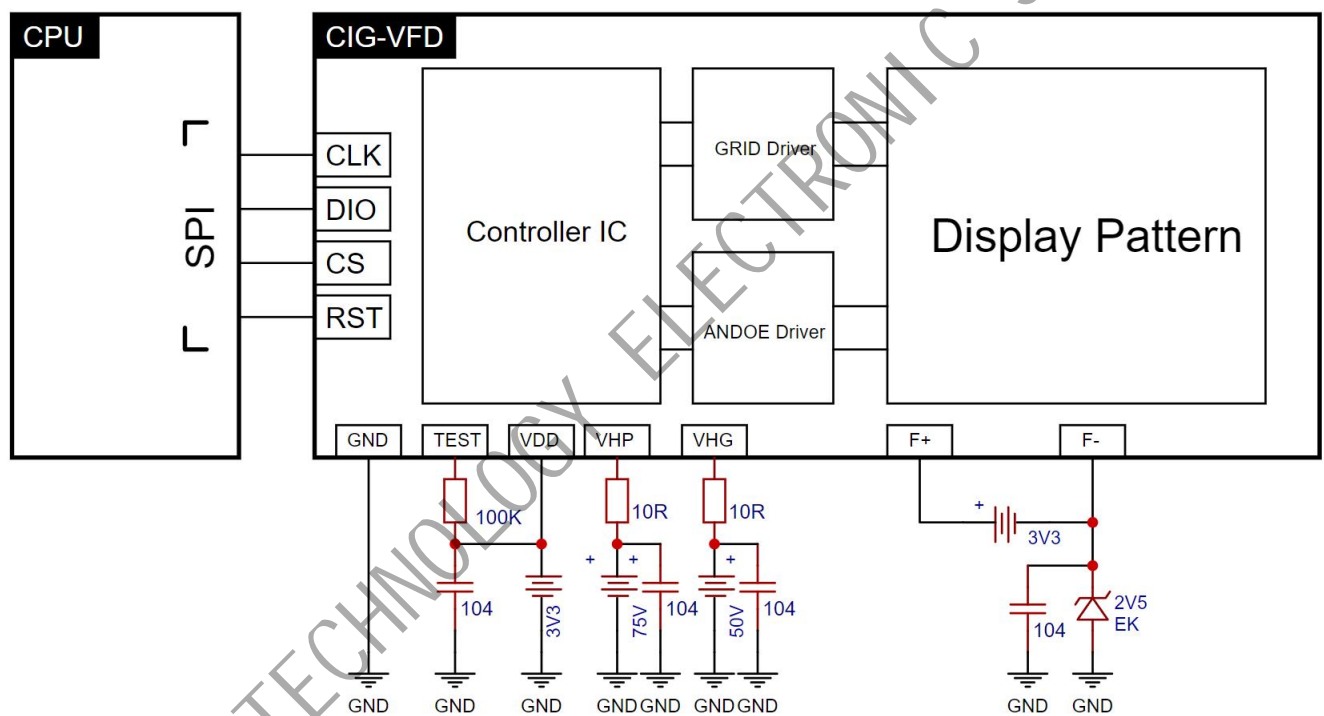 CPU
CIG-VFD
SPI
CLK
DIO
CS
RST
Controller IC
GRID Driver
ANDOE Driver
Display Pattern
GND
TEST
VDD
VHP
VHG
F+
F-
100K
10R
10R
+
3V3
+
+
+
104
3V3
75V
104
50V
104
104
2V5
EK
GND
GND
GND
GND
GND
GND
GND
GND
GND
TECHNOLOGY ELECTRONIC